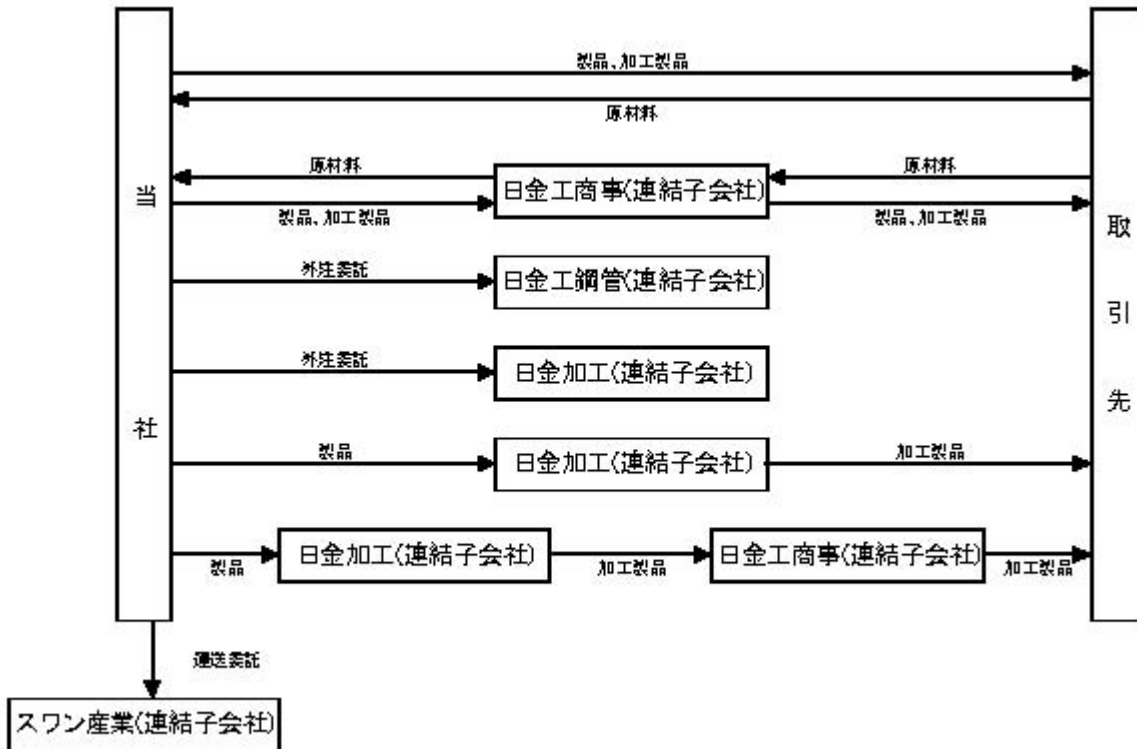 製品、加工製品
原材料
原材料
原材料
日金工商事(連結子会社)
製品、加工製品
製品、加工製品
当社
取引先
外注委託
日金工鋼管(連結子会社)
外注委託
日金加工(連結子会社)
製品
日金加工(連結子会社)
加工製品
製品
日金加工(連結子会社)
加工製品
日金工商事(連結子会社)
加工製品
運送委託
スワン産業(連結子会社)